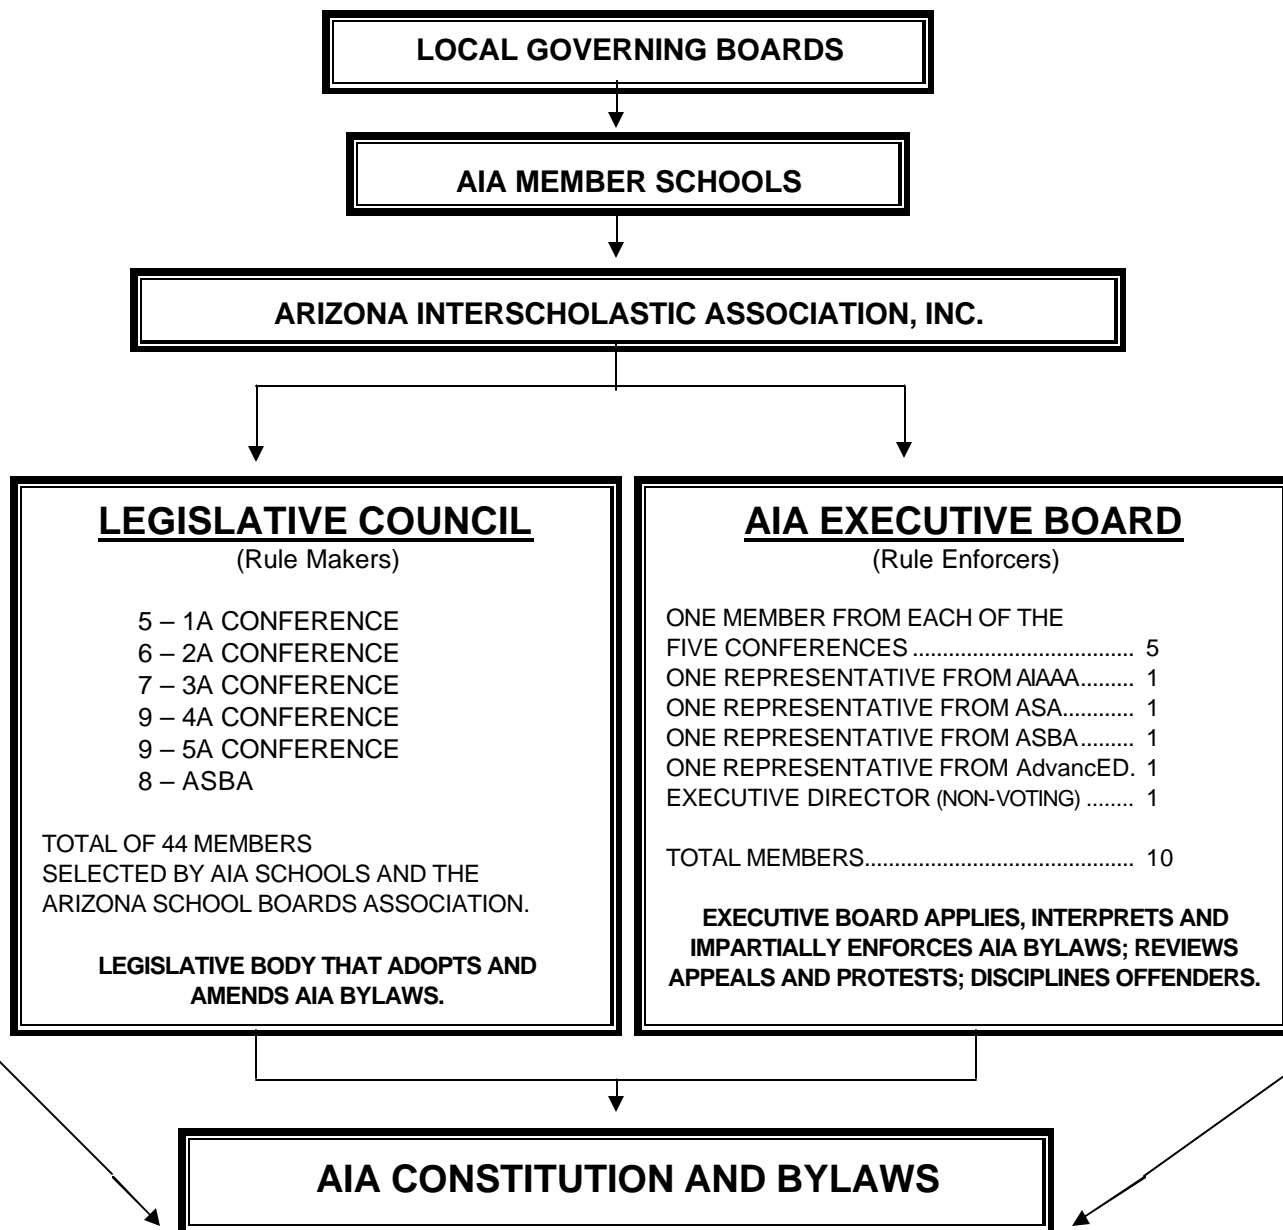 LOCAL GOVERNING BOARDS
AIA MEMBER SCHOOLS
ARIZONA INTERSCHOLASTIC ASSOCIATION, INC.
LEGISLATIVE COUNCIL
(Rule Makers)
5 – 1A CONFERENCE
6 – 2A CONFERENCE
7 – 3A CONFERENCE
9 – 4A CONFERENCE
9 – 5A CONFERENCE
8 – ASBA
TOTAL OF 44 MEMBERS
SELECTED BY AIA SCHOOLS AND THE
ARIZONA SCHOOL BOARDS ASSOCIATION.
LEGISLATIVE BODY THAT ADOPTS AND
AMENDS AIA BYLAWS.
AIA EXECUTIVE BOARD
(Rule Enforcers)
ONE MEMBER FROM EACH OF THE
FIVE CONFERENCES ..................................... 5
ONE REPRESENTATIVE FROM AIAAA......... 1
ONE REPRESENTATIVE FROM ASA............ 1
ONE REPRESENTATIVE FROM ASBA......... 1
ONE REPRESENTATIVE FROM AdvancED. 1
EXECUTIVE DIRECTOR (NON-VOTING) ........ 1
TOTAL MEMBERS............................................. 10
EXECUTIVE BOARD APPLIES, INTERPRETS AND
IMPARTIALLY ENFORCES AIA BYLAWS; REVIEWS
APPEALS AND PROTESTS; DISCIPLINES OFFENDERS.
AIA CONSTITUTION AND BYLAWS